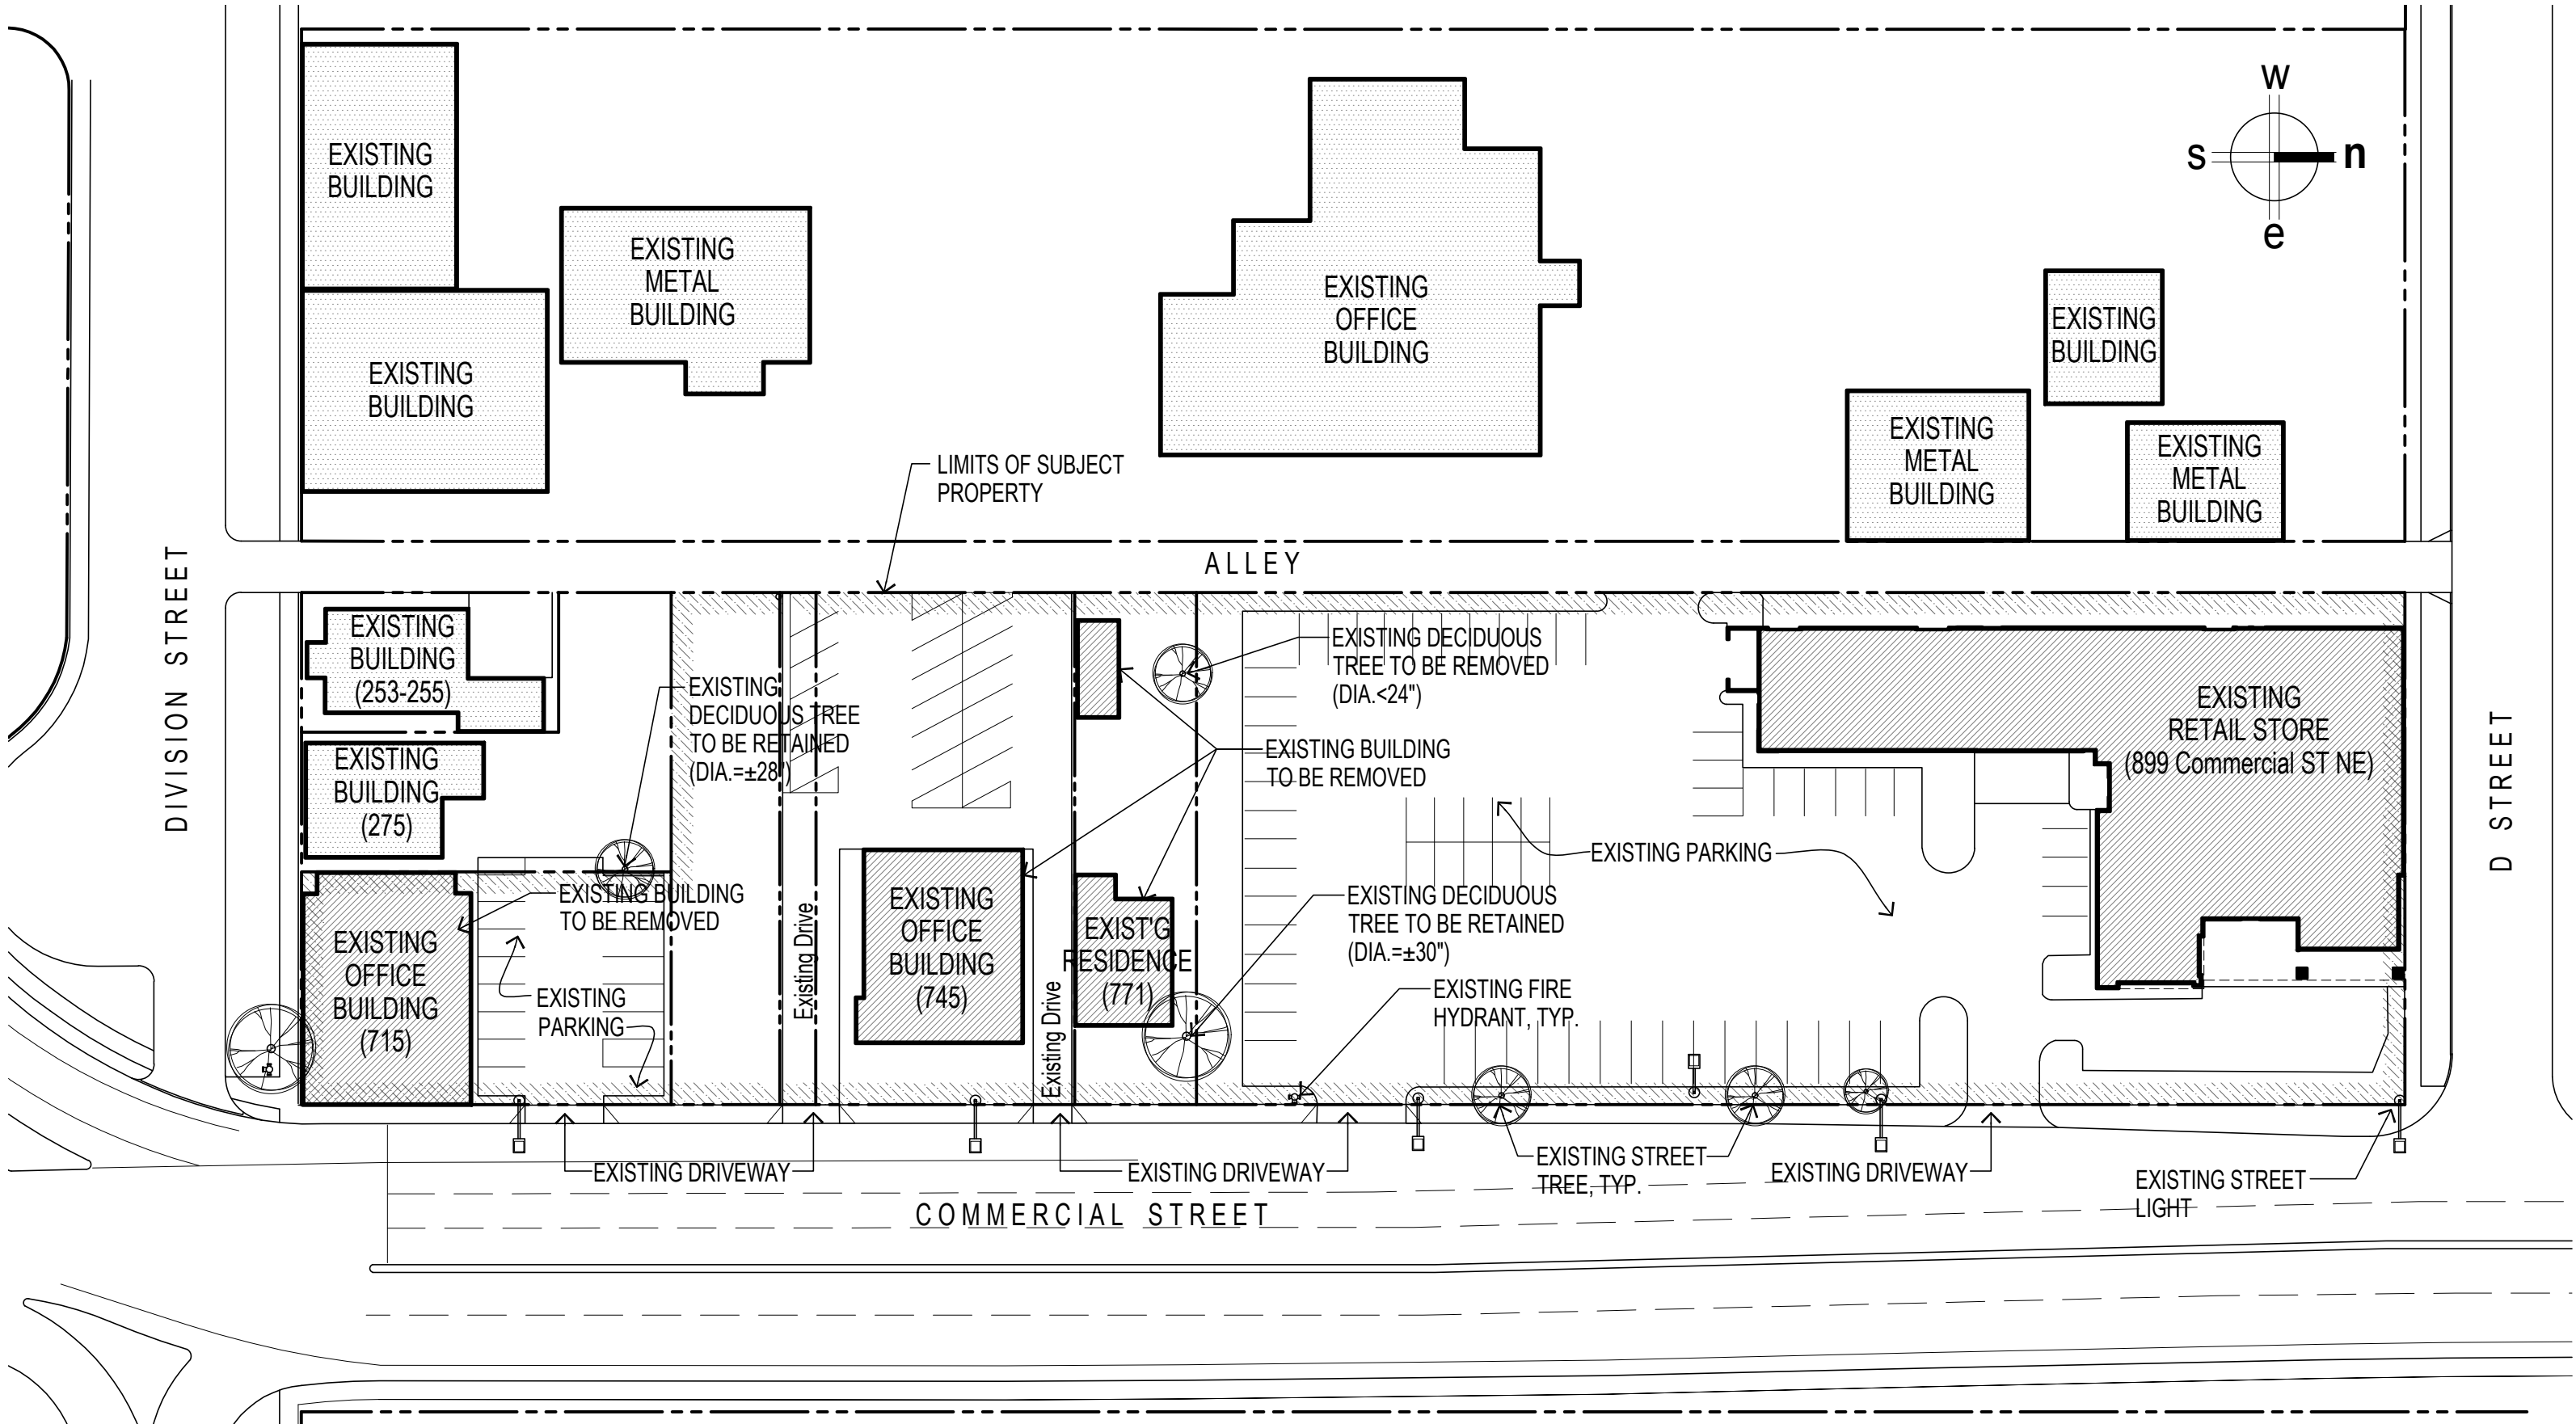 W
s
n
e
EXISTING
BUILDING
EXISTING
METAL
BUILDING
EXISTING
BUILDING
EXISTING
OFFICE
BUILDING
EXISTING
BUILDING
EXISTING
METAL
BUILDING
EXISTING
METAL
BUILDING
LIMITS OF SUBJECT
PROPERTY
ALLEY
DIVISION STREET
D STREET
EXISTING
BUILDING
(253-255)
EXISTING
BUILDING
(275)
EXISTING
DECIDUOUS TREE
TO BE RETAINED
(DIA.=±28")
EXISTING DECIDUOUS
TREE TO BE REMOVED
(DIA.<24")
EXISTING BUILDING
TO BE REMOVED
EXISTING
RETAIL STORE
(899 Commercial ST NE)
EXISTING PARKING
EXISTING BUILDING
TO BE REMOVED
EXISTING
OFFICE
BUILDING
(715)
EXISTING
PARKING
Existing Drive
EXISTING
OFFICE
BUILDING
(745)
Existing Drive
EXIST'G
RESIDENCE
(771)
EXISTING DECIDUOUS
TREE TO BE RETAINED
(DIA.=±30")
EXISTING FIRE
HYDRANT, TYP.
EXISTING DRIVEWAY
EXISTING DRIVEWAY
EXISTING STREET
TREE, TYP.
EXISTING DRIVEWAY
EXISTING STREET
LIGHT
COMMERCIAL STREET